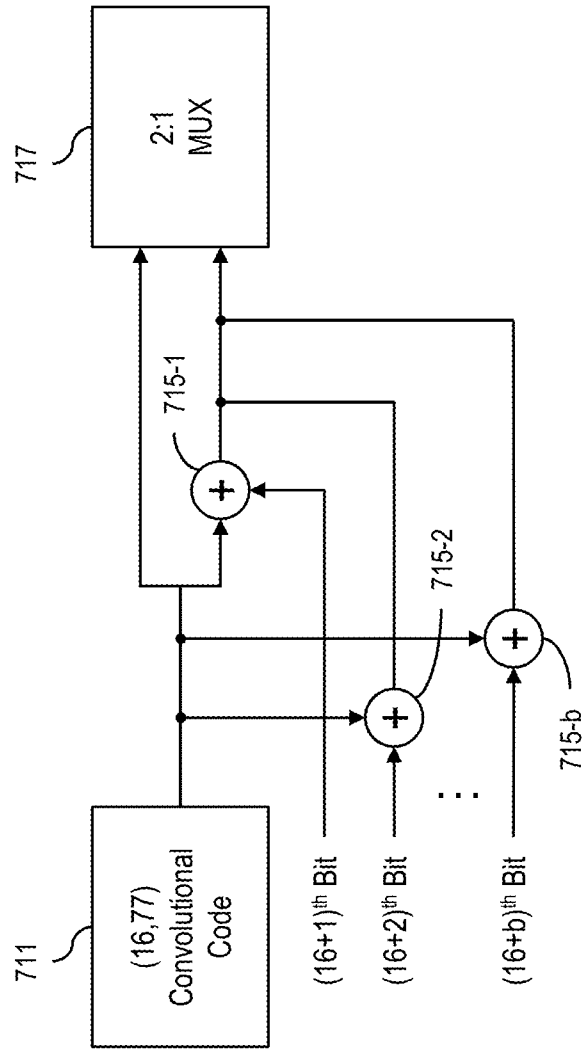 711
(16,77)
Convolutional
Code
717
2:1
MUX
715-1
+
715-2
+
715-b
+
(16+1)th Bit
(16+2)th Bit
...
(16+b)th Bit